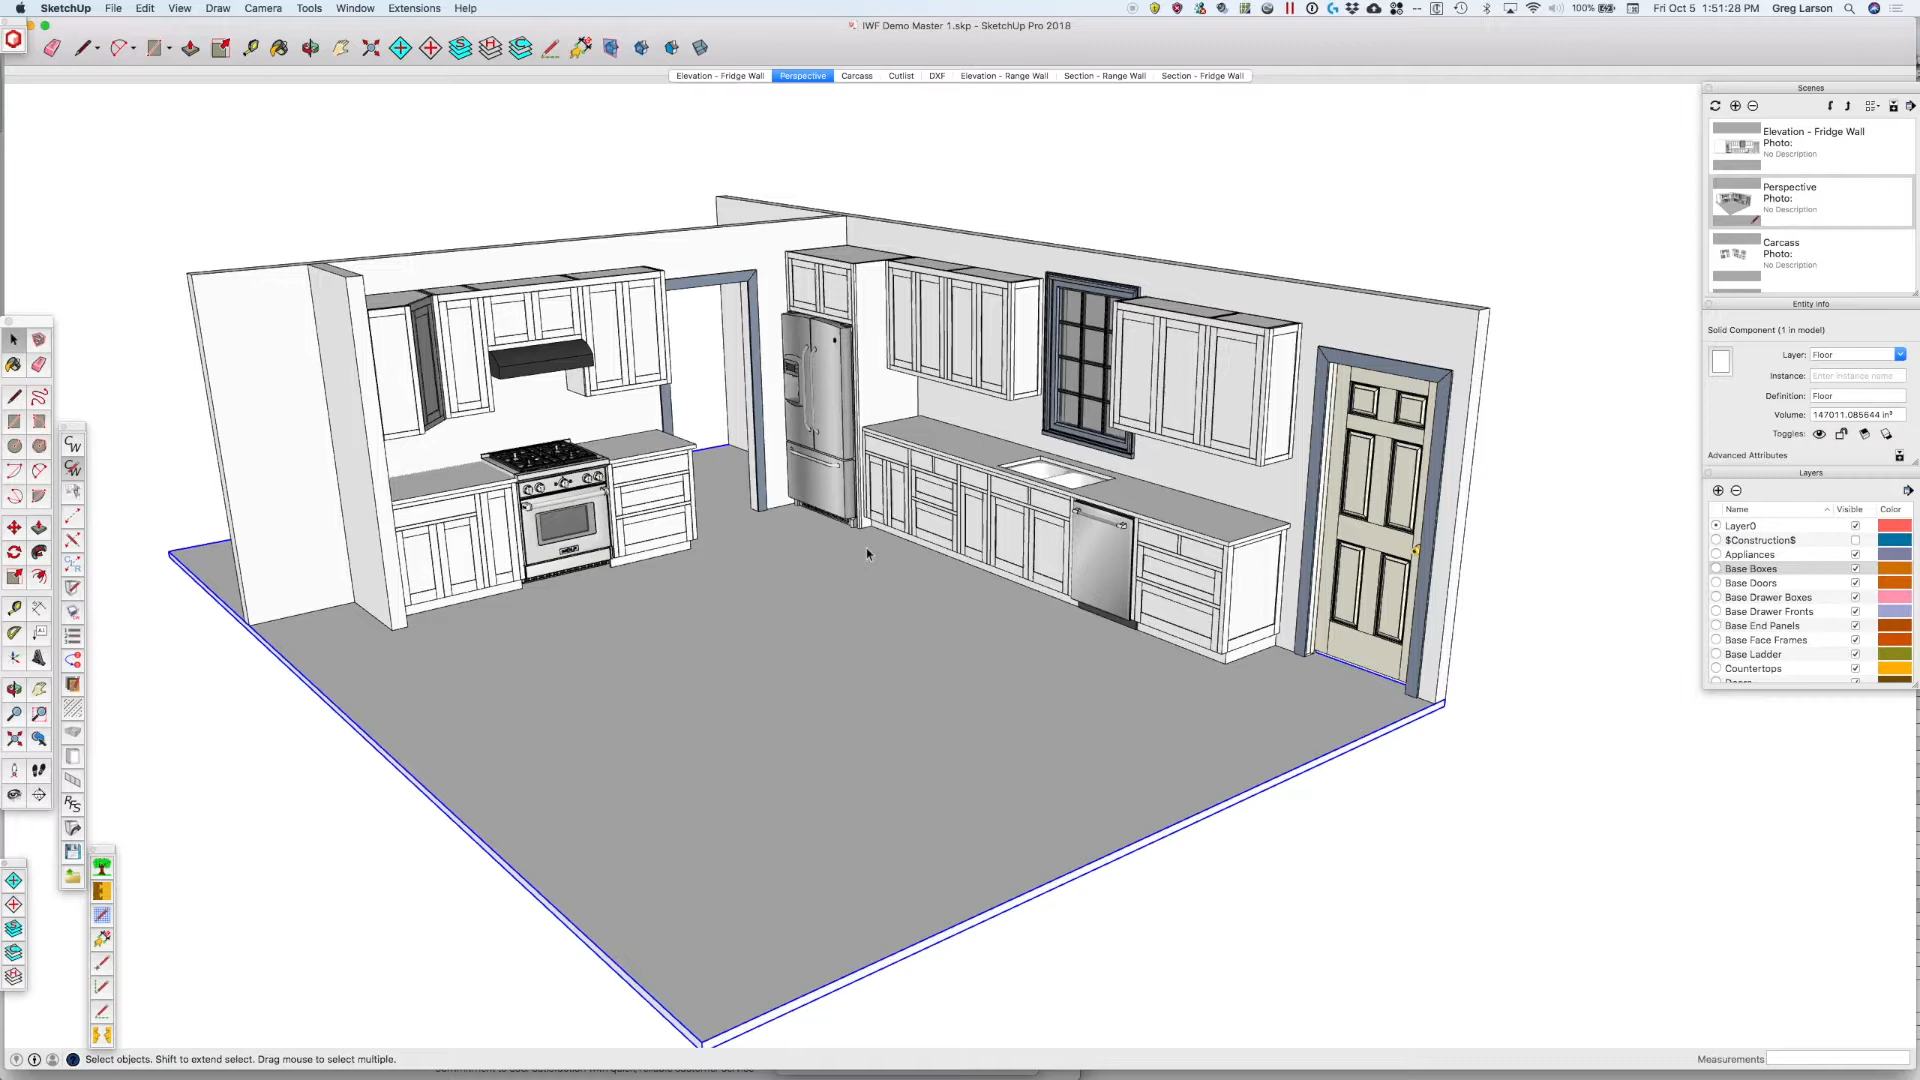 SketchUp File Edit View Draw Camera Tools Window Extensions Help
100% Fri Oct 5 1:51:28 PM Greg Larson
IWF Demo Master 1.skp - SketchUp Pro 2018
Elevation - Fridge Wall Perspective Carcass Cutlist DXF Elevation - Range Wall Section - Range Wall Section - Fridge Wall
Scenes
Elevation - Fridge Wall
Photo:
No Description
Perspective
Photo:
No Description
Carcass
Photo:
No Description
Entity Info
Solid Component (1 in model)
Layer: Floor
Instance: Enter instance name
Definition: Floor
Volume: 147011.085644 in³
Toggles:
Advanced Attributes
Layers
Name Visible Color
Layer0
$Construction$
Appliances
Base Boxes
Base Doors
Base Drawer Boxes
Base Drawer Fronts
Base End Panels
Base Face Frames
Base Ladder
Countertops
Doors
CW
CW
RFS
WOLF
Select objects. Shift to extend select. Drag mouse to select multiple.
Measurements